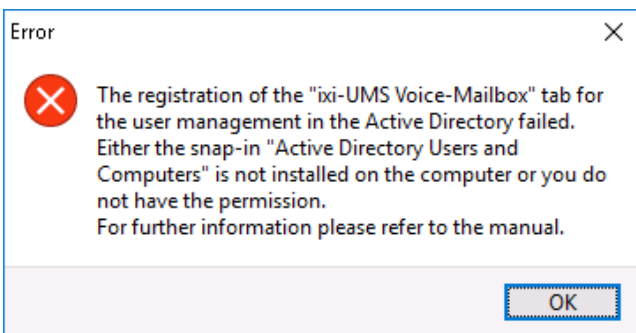 Error
The registration of the "ixi-UMS Voice-Mailbox" tab for
the user management in the Active Directory failed.
Either the snap-in "Active Directory Users and
Computers" is not installed on the computer or you do
not have the permission.
For further information please refer to the manual.
OK